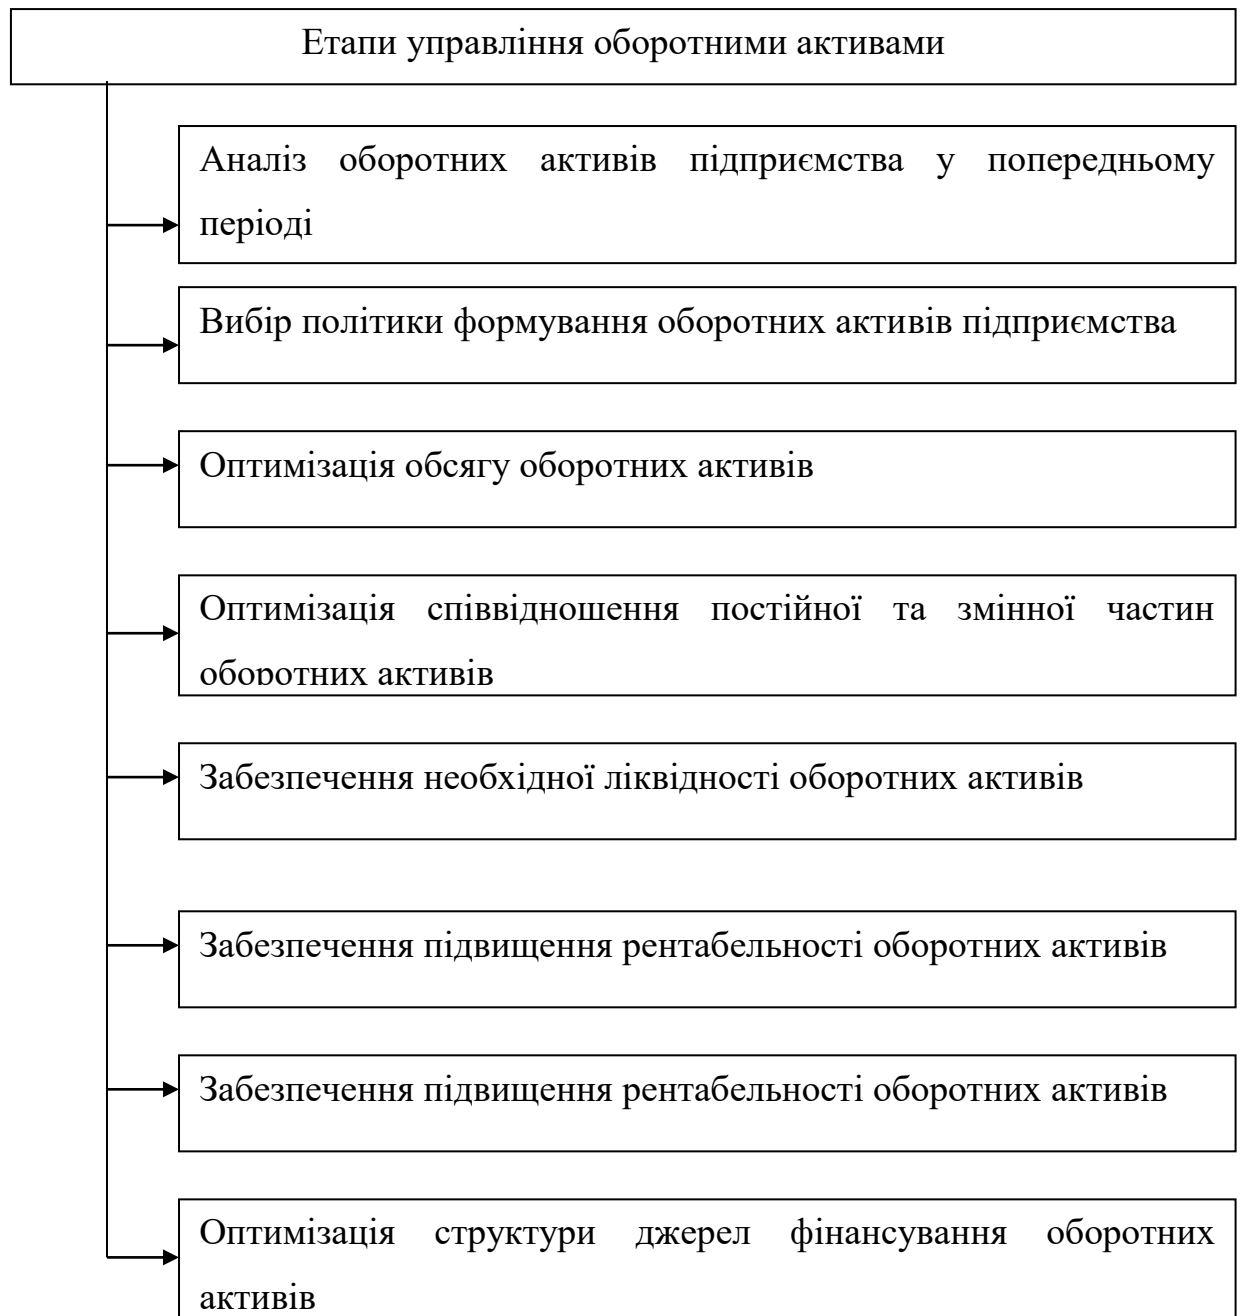 Етапи управління оборотними активами
Аналіз оборотних активів підприємства у попередньому
періоді
Вибір політики формування оборотних активів підприємства
Оптимізація обсягу оборотних активів
Оптимізація співвідношення постійної та змінної частин
оборотних активів
Забезпечення необхідної ліквідності оборотних активів
Забезпечення підвищення рентабельності оборотних активів
Забезпечення підвищення рентабельності оборотних активів
Оптимізація структури джерел фінансування оборотних
активів